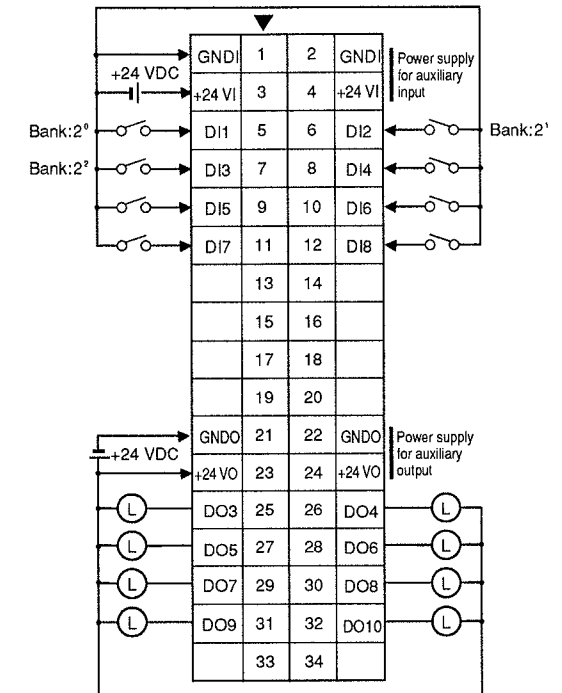 GNDI 1 2 GNDI Power supply
+24 VDC for auxiliary
+24 VI 3 4 +24 VI input
Bank:2⁰ DI1 5 6 DI2 Bank:2¹
Bank:2² DI3 7 8 DI4
DI5 9 10 DI6
DI7 11 12 DI8
13 14
15 16
17 18
19 20
GNDO 21 22 GNDO Power supply
+24 VDC for auxiliary
+24 VO 23 24 +24 VO output
L DO3 25 26 DO4 L
L DO5 27 28 DO6 L
L DO7 29 30 DO8 L
L DO9 31 32 DO10 L
33 34